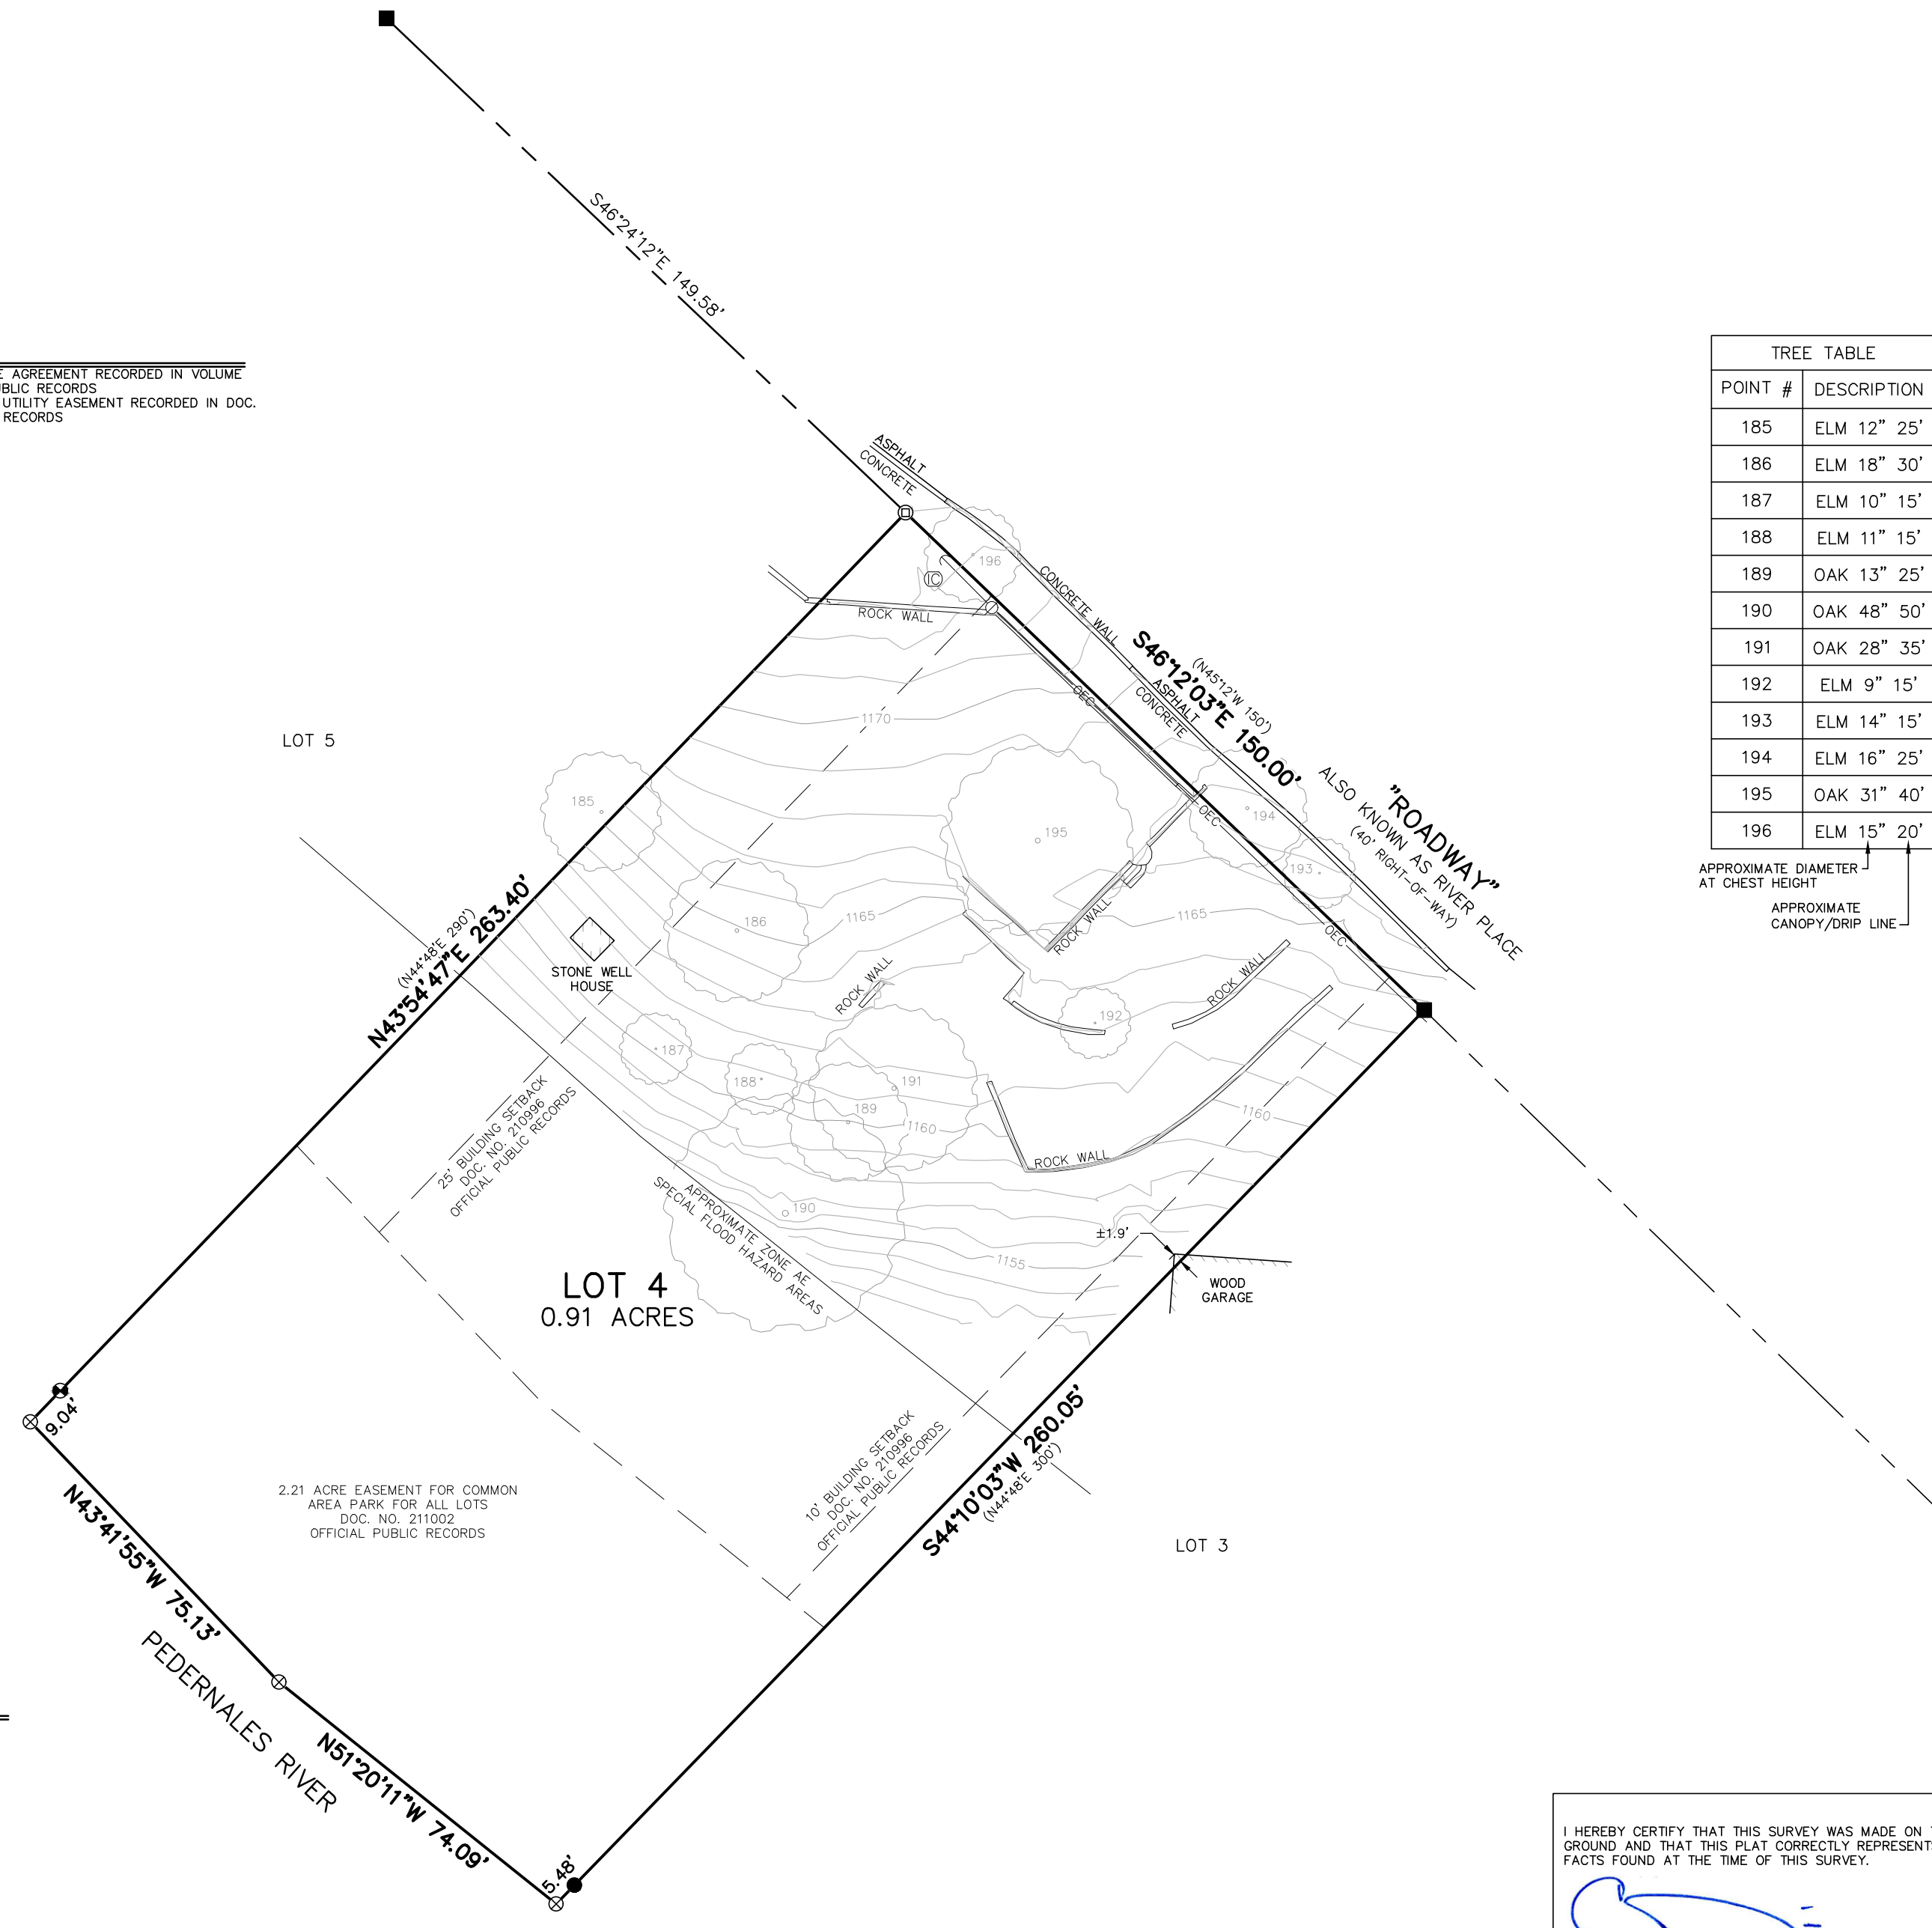 S46°24'12"E 149.58'
E AGREEMENT RECORDED IN VOLUME
UBLIC RECORDS
UTILITY EASEMENT RECORDED IN DOC.
RECORDS
TREE TABLE
POINT # DESCRIPTION
185 ELM 12" 25'
186 ELM 18" 30'
187 ELM 10" 15'
188 ELM 11" 15'
189 OAK 13" 25'
190 OAK 48" 50'
191 OAK 28" 35'
192 ELM 9" 15'
193 ELM 14" 15'
194 ELM 16" 25'
195 OAK 31" 40'
196 ELM 15" 20'
APPROXIMATE DIAMETER
AT CHEST HEIGHT
APPROXIMATE
CANOPY/DRIP LINE
ASPHALT
CONCRETE
196
IC
ROCK WALL
CONCRETE WALL
(N45°12'W 150')
S46°12'03"E 150.00'
ASPHALT
CONCRETE
OEC
1170
LOT 5
"ROADWAY"
ALSO KNOWN AS RIVER PLACE
(40' RIGHT-OF-WAY)
185
195
OEC
194
193
186
1165
ROCK WALL
1165
OEC
(N44°48'E 290')
N43°54'47"E 263.40'
STONE WELL
HOUSE
ROCK WALL
ROCK WALL
192
187
188
191
189
1160
1160
ROCK WALL
25' BUILDING SETBACK
DOC. NO. 210996
OFFICIAL PUBLIC RECORDS
190
APPROXIMATE ZONE AE
SPECIAL FLOOD HAZARD AREAS
±1.9'
1155
WOOD
GARAGE
LOT 4
0.91 ACRES
9.04'
10' BUILDING SETBACK
DOC. NO. 210996
OFFICIAL PUBLIC RECORDS
S44°10'03"W 260.05'
(N44°48'E 300')
2.21 ACRE EASEMENT FOR COMMON
AREA PARK FOR ALL LOTS
DOC. NO. 211002
OFFICIAL PUBLIC RECORDS
LOT 3
N43°41'55"W 75.13'
PEDERNALES RIVER
N51°20'11"W 74.09'
5.48'
I HEREBY CERTIFY THAT THIS SURVEY WAS MADE ON
GROUND AND THAT THIS PLAT CORRECTLY REPRESENTS
FACTS FOUND AT THE TIME OF THIS SURVEY.